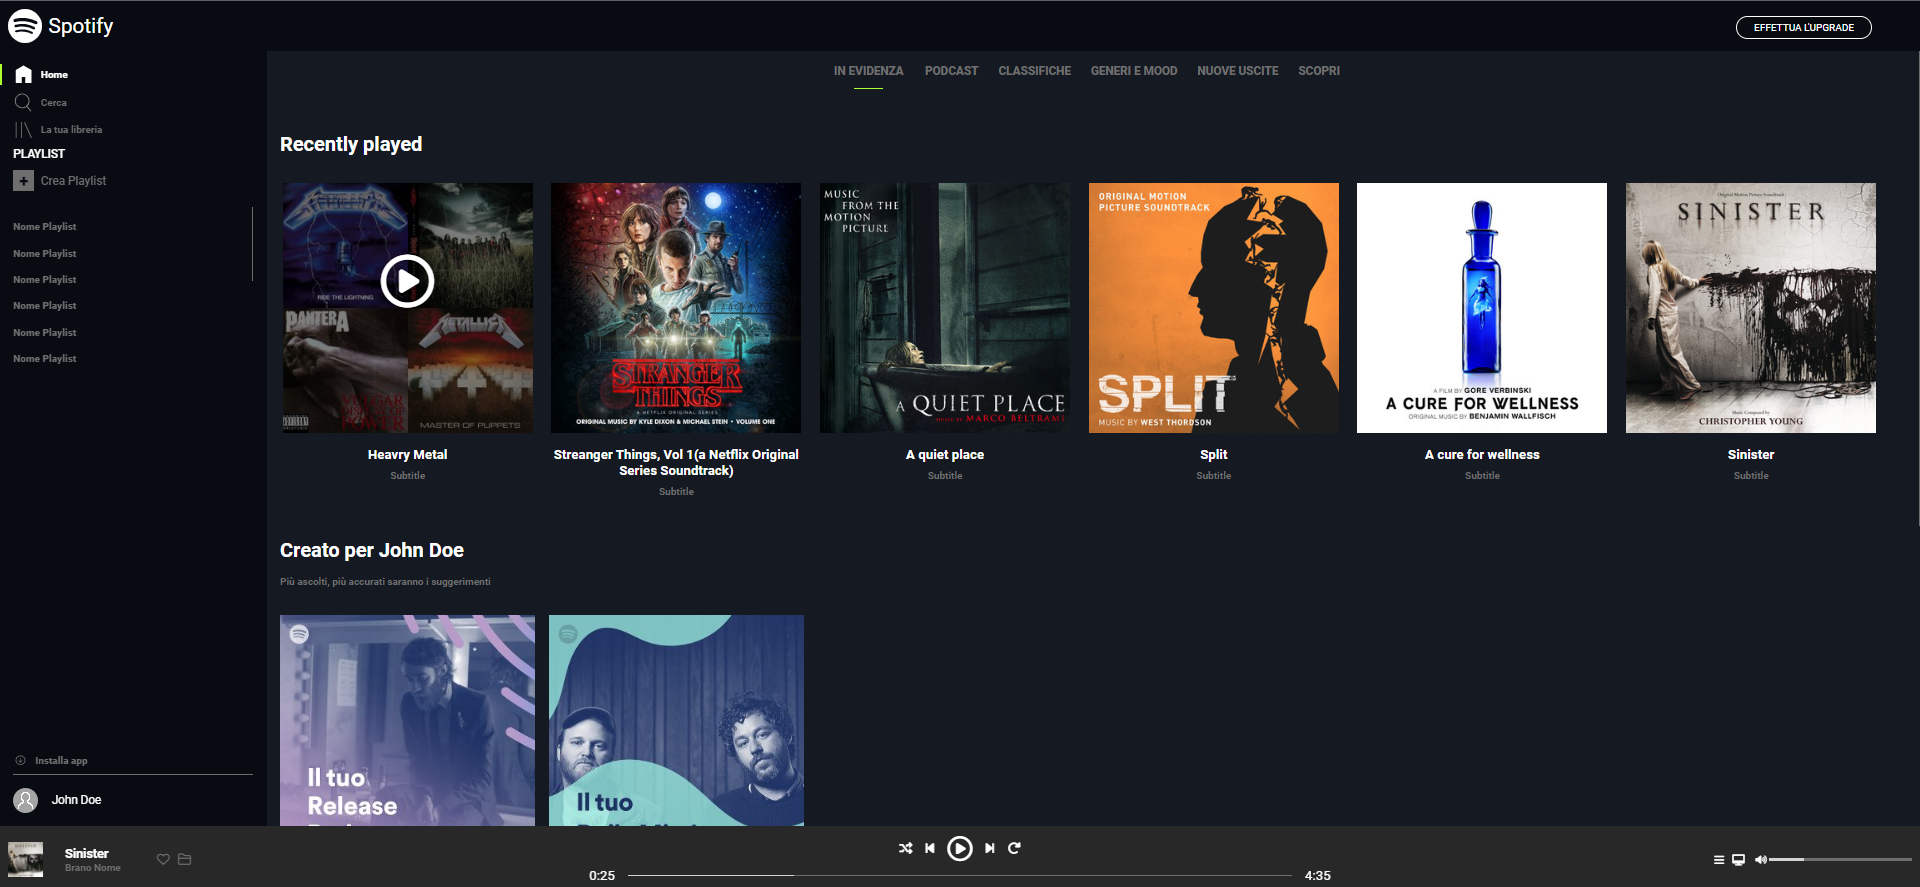 Spotify
EFFETTUA L'UPGRADE
Home
Cerca
La tua libreria
PLAYLIST
Crea Playlist
Nome Playlist
Nome Playlist
Nome Playlist
Nome Playlist
Nome Playlist
Nome Playlist
Installa app
John Doe
IN EVIDENZA PODCAST CLASSIFICHE GENERI E MOOD NUOVE USCITE SCOPRI
Recently played
RIDE THE LIGHTNING
PANTERA
METALLICA
VULGAR
DISPLAY OF
POWER
MASTER OF PUPPETS
Heavry Metal
Subtitle
STRANGER
THINGS
A NETFLIX ORIGINAL SERIES
ORIGINAL MUSIC BY KYLE DIXON & MICHAEL STEIN • VOLUME ONE
Streanger Things, Vol 1(a Netflix Original
Series Soundtrack)
Subtitle
MUSIC
FROM THE
MOTION
PICTURE
A QUIET PLACE
MUSIC BY MARCO BELTRAMI
A quiet place
Subtitle
ORIGINAL MOTION
PICTURE SOUNDTRACK
SPLIT
MUSIC BY WEST THORDSON
Split
Subtitle
A FILM BY GORE VERBINSKI
A CURE FOR WELLNESS
ORIGINAL MUSIC BY BENJAMIN WALLFISCH
A cure for wellness
Subtitle
Original Motion Picture Soundtrack
SINISTER
Music Composed by
CHRISTOPHER YOUNG
Sinister
Subtitle
Creato per John Doe
Più ascolti, più accurati saranno i suggerimenti
Il tuo
Release
Il tuo
SINISTER
Sinister
Brano Nome
0:25
4:35